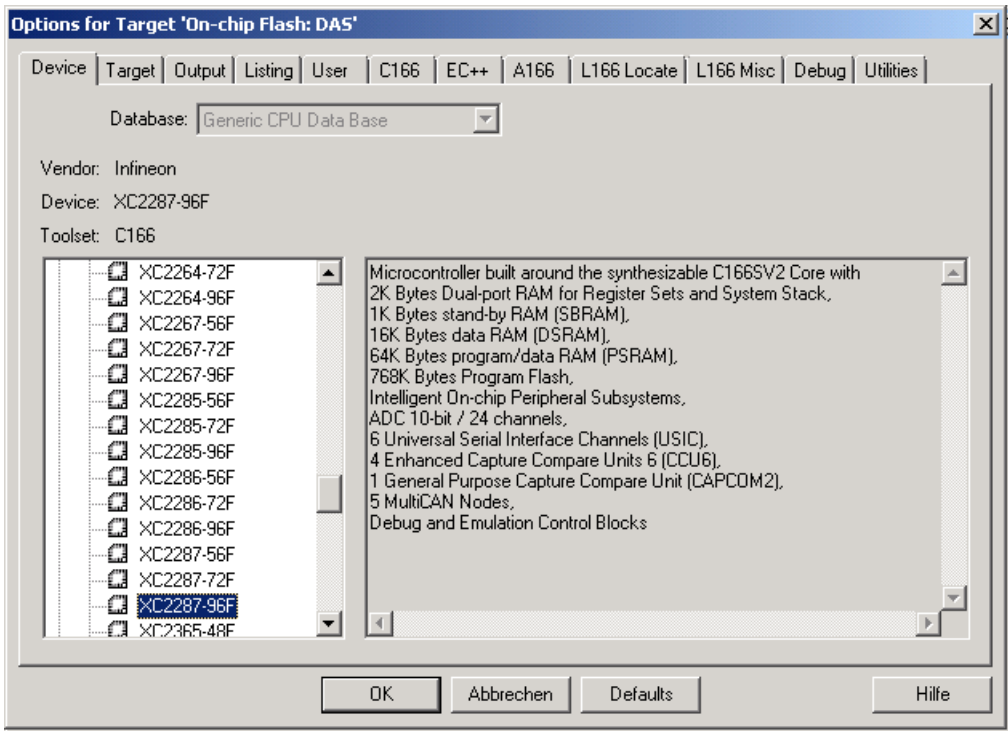 Options for Target 'On-chip Flash: DAS'
Device Target Output Listing User C166 EC++ A166 L166 Locate L166 Misc Debug Utilities
Database: Generic CPU Data Base
Vendor: Infineon
Device: XC2287-96F
Toolset: C166
XC2264-72F
XC2264-96F
XC2267-56F
XC2267-72F
XC2267-96F
XC2285-56F
XC2285-72F
XC2285-96F
XC2286-56F
XC2286-72F
XC2286-96F
XC2287-56F
XC2287-72F
XC2287-96F
XC2365-48F
Microcontroller built around the synthesizable C166SV2 Core with
2K Bytes Dual-port RAM for Register Sets and System Stack,
1K Bytes stand-by RAM (SBRAM),
16K Bytes data RAM (DSRAM),
64K Bytes program/data RAM (PSRAM),
768K Bytes Program Flash,
Intelligent On-chip Peripheral Subsystems,
ADC 10-bit / 24 channels,
6 Universal Serial Interface Channels (USIC),
4 Enhanced Capture Compare Units 6 (CCU6),
1 General Purpose Capture Compare Unit (CAPCOM2),
5 MultiCAN Nodes,
Debug and Emulation Control Blocks
OK Abbrechen Defaults Hilfe